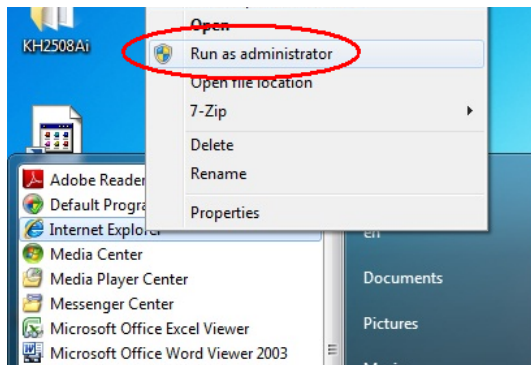 KH2508Ai
Open
Run as administrator
Open file location
7-Zip
Delete
Rename
Properties
Adobe Reader
Default Progra
Internet Explorer
Media Center
Media Player Center
Messenger Center
Microsoft Office Excel Viewer
Microsoft Office Word Viewer 2003
en
Documents
Pictures